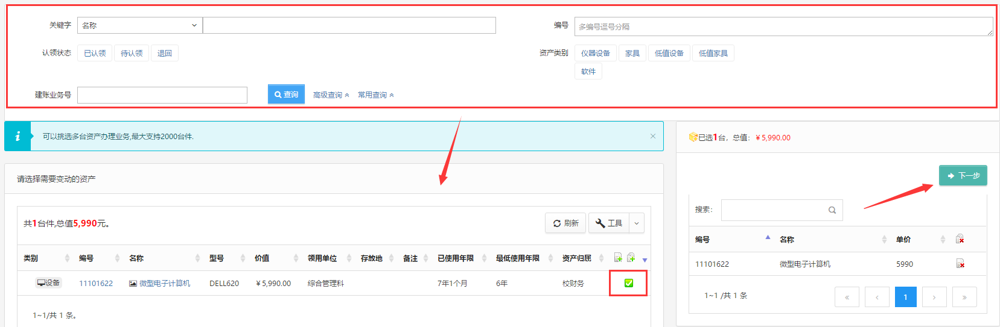 关键字 名称 编号 多编号逗号分隔
认领状态 已认领 待认领 退回 资产类别 仪器设备 家具 低值设备 低值家具
软件
建账业务号 查询 高级查询 常用查询
可以挑选多台资产办理业务,最大支持2000台件. ×
已选1台，总值：￥5,990.00
请选择需要变动的资产
下一步
共1台件,总值5,990元。 刷新 工具
搜索：
类别 编号 名称 型号 价值 领用单位 存放地 备注 已使用年限 最低使用年限 资产归属
设备 11101622 微型电子计算机 DELL620 ￥5,990.00 综合管理科 7年1个月 6年 校财务
1~1/共 1 条。
编号 名称 单价
11101622 微型电子计算机 5990
1~1 /共 1 条 « ‹ 1 › »